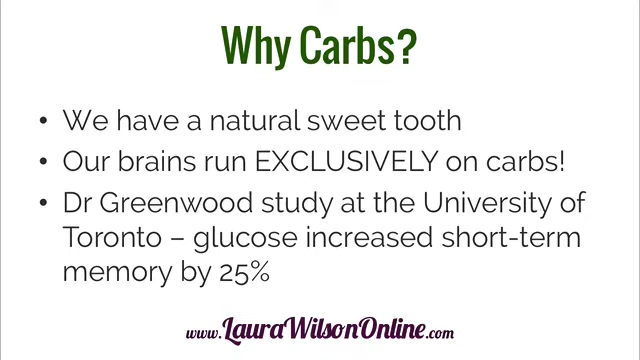 Why Carbs?
• We have a natural sweet tooth
• Our brains run EXCLUSIVELY on carbs!
• Dr Greenwood study at the University of
Toronto – glucose increased short-term
memory by 25%
www.LauraWilsonOnline.com